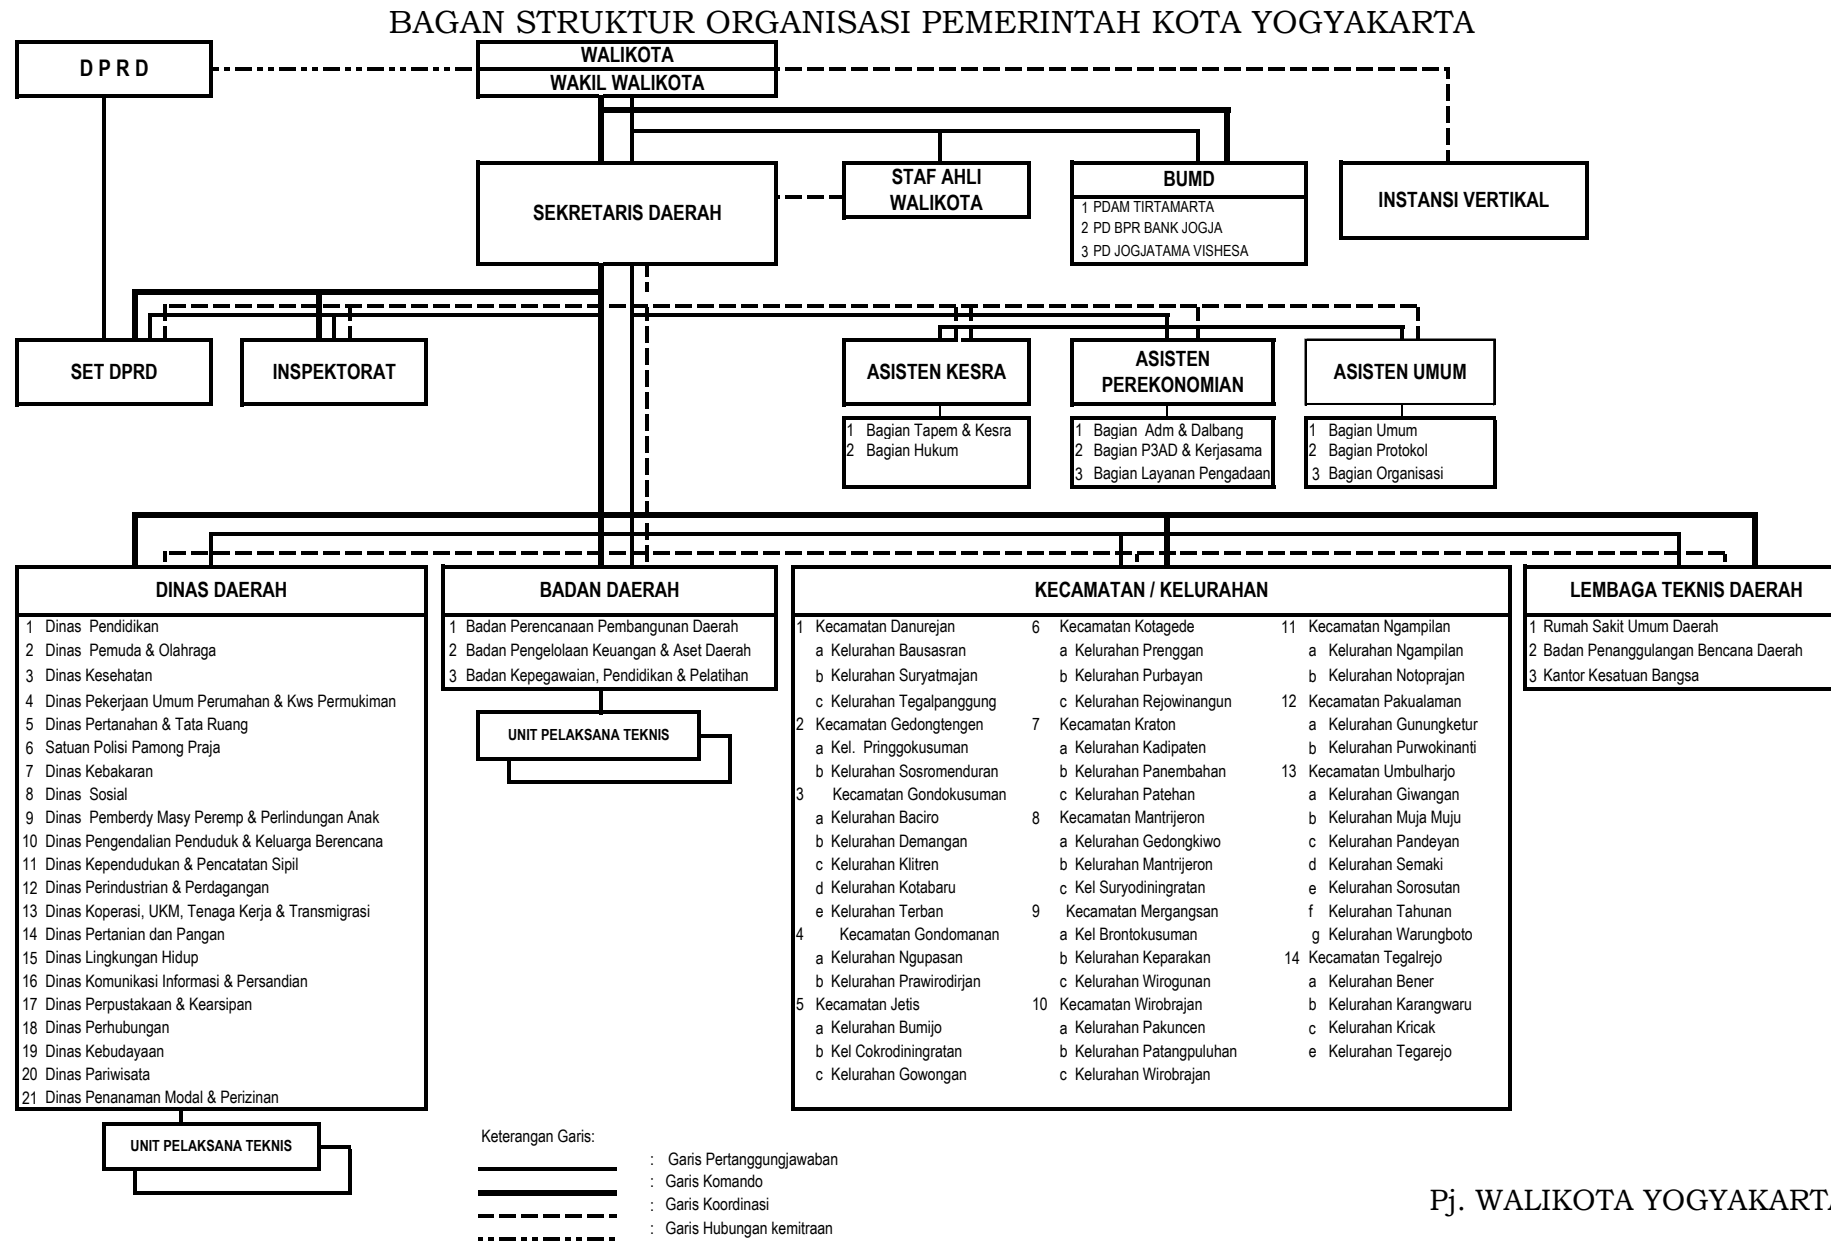 BAGAN STRUKTUR ORGANISASI PEMERINTAH KOTA YOGYAKARTA
D P R D
WALIKOTA
WAKIL WALIKOTA
SEKRETARIS DAERAH
STAF AHLI
WALIKOTA
BUMD
1 PDAM TIRTAMARTA
2 PD BPR BANK JOGJA
3 PD JOGJATAMA VISHESA
INSTANSI VERTIKAL
SET DPRD
INSPEKTORAT
ASISTEN KESRA
ASISTEN
PEREKONOMIAN
ASISTEN UMUM
1 Bagian Tapem & Kesra
2 Bagian Hukum
1 Bagian Adm & Dalbang
2 Bagian P3AD & Kerjasama
3 Bagian Layanan Pengadaan
1 Bagian Umum
2 Bagian Protokol
3 Bagian Organisasi
DINAS DAERAH
1 Dinas Pendidikan
2 Dinas Pemuda & Olahraga
3 Dinas Kesehatan
4 Dinas Pekerjaan Umum Perumahan & Kws Permukiman
5 Dinas Pertanahan & Tata Ruang
6 Satuan Polisi Pamong Praja
7 Dinas Kebakaran
8 Dinas Sosial
9 Dinas Pemberdy Masy Peremp & Perlindungan Anak
10 Dinas Pengendalian Penduduk & Keluarga Berencana
11 Dinas Kependudukan & Pencatatan Sipil
12 Dinas Perindustrian & Perdagangan
13 Dinas Koperasi, UKM, Tenaga Kerja & Transmigrasi
14 Dinas Pertanian dan Pangan
15 Dinas Lingkungan Hidup
16 Dinas Komunikasi Informasi & Persandian
17 Dinas Perpustakaan & Kearsipan
18 Dinas Perhubungan
19 Dinas Kebudayaan
20 Dinas Pariwisata
21 Dinas Penanaman Modal & Perizinan
UNIT PELAKSANA TEKNIS
BADAN DAERAH
1 Badan Perencanaan Pembangunan Daerah
2 Badan Pengelolaan Keuangan & Aset Daerah
3 Badan Kepegawaian, Pendidikan & Pelatihan
UNIT PELAKSANA TEKNIS
KECAMATAN / KELURAHAN
1 Kecamatan Danurejan
a Kelurahan Bausasran
b Kelurahan Suryatmajan
c Kelurahan Tegalpanggung
2 Kecamatan Gedongtengen
a Kel. Pringgokusuman
b Kelurahan Sosromenduran
3 Kecamatan Gondokusuman
a Kelurahan Baciro
b Kelurahan Demangan
c Kelurahan Klitren
d Kelurahan Kotabaru
e Kelurahan Terban
4 Kecamatan Gondomanan
a Kelurahan Ngupasan
b Kelurahan Prawirodirjan
5 Kecamatan Jetis
a Kelurahan Bumijo
b Kel Cokrodiningratan
c Kelurahan Gowongan
6 Kecamatan Kotagede
a Kelurahan Prenggan
b Kelurahan Purbayan
c Kelurahan Rejowinangun
7 Kecamatan Kraton
a Kelurahan Kadipaten
b Kelurahan Panembahan
c Kelurahan Patehan
8 Kecamatan Mantrijeron
a Kelurahan Gedongkiwo
b Kelurahan Mantrijeron
c Kel Suryodiningratan
9 Kecamatan Mergangsan
a Kel Brontokusuman
b Kelurahan Keparakan
c Kelurahan Wirogunan
10 Kecamatan Wirobrajan
a Kelurahan Pakuncen
b Kelurahan Patangpuluhan
c Kelurahan Wirobrajan
11 Kecamatan Ngampilan
a Kelurahan Ngampilan
b Kelurahan Notoprajan
12 Kecamatan Pakualaman
a Kelurahan Gunungketur
b Kelurahan Purwokinanti
13 Kecamatan Umbulharjo
a Kelurahan Giwangan
b Kelurahan Muja Muju
c Kelurahan Pandeyan
d Kelurahan Semaki
e Kelurahan Sorosutan
f Kelurahan Tahunan
g Kelurahan Warungboto
14 Kecamatan Tegalrejo
a Kelurahan Bener
b Kelurahan Karangwaru
c Kelurahan Kricak
e Kelurahan Tegarejo
LEMBAGA TEKNIS DAERAH
1 Rumah Sakit Umum Daerah
2 Badan Penanggulangan Bencana Daerah
3 Kantor Kesatuan Bangsa
Keterangan Garis:
: Garis Pertanggungjawaban
: Garis Komando
: Garis Koordinasi
: Garis Hubungan kemitraan
Pj. WALIKOTA YOGYAKARTA